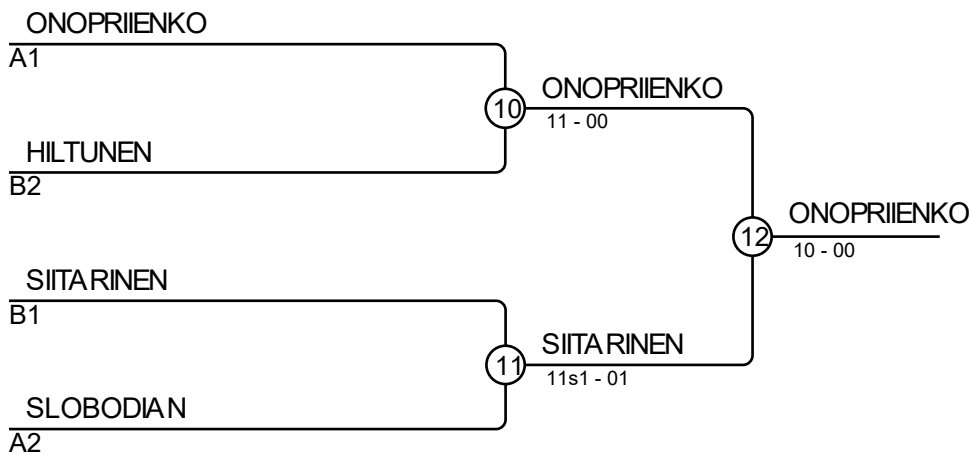 ONOPRIIENKO
A1
10
ONOPRIIENKO
11 - 00
HILTUNEN
B2
12
ONOPRIIENKO
10 - 00
SIITARINEN
B1
11
SIITARINEN
11s1 - 01
SLOBODIAN
A2